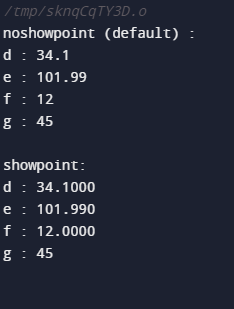 /tmp/sknqCqTY3D.o
noshowpoint (default) :
d : 34.1
e : 101.99
f : 12
g : 45
showpoint:
d : 34.1000
e : 101.990
f : 12.0000
g : 45